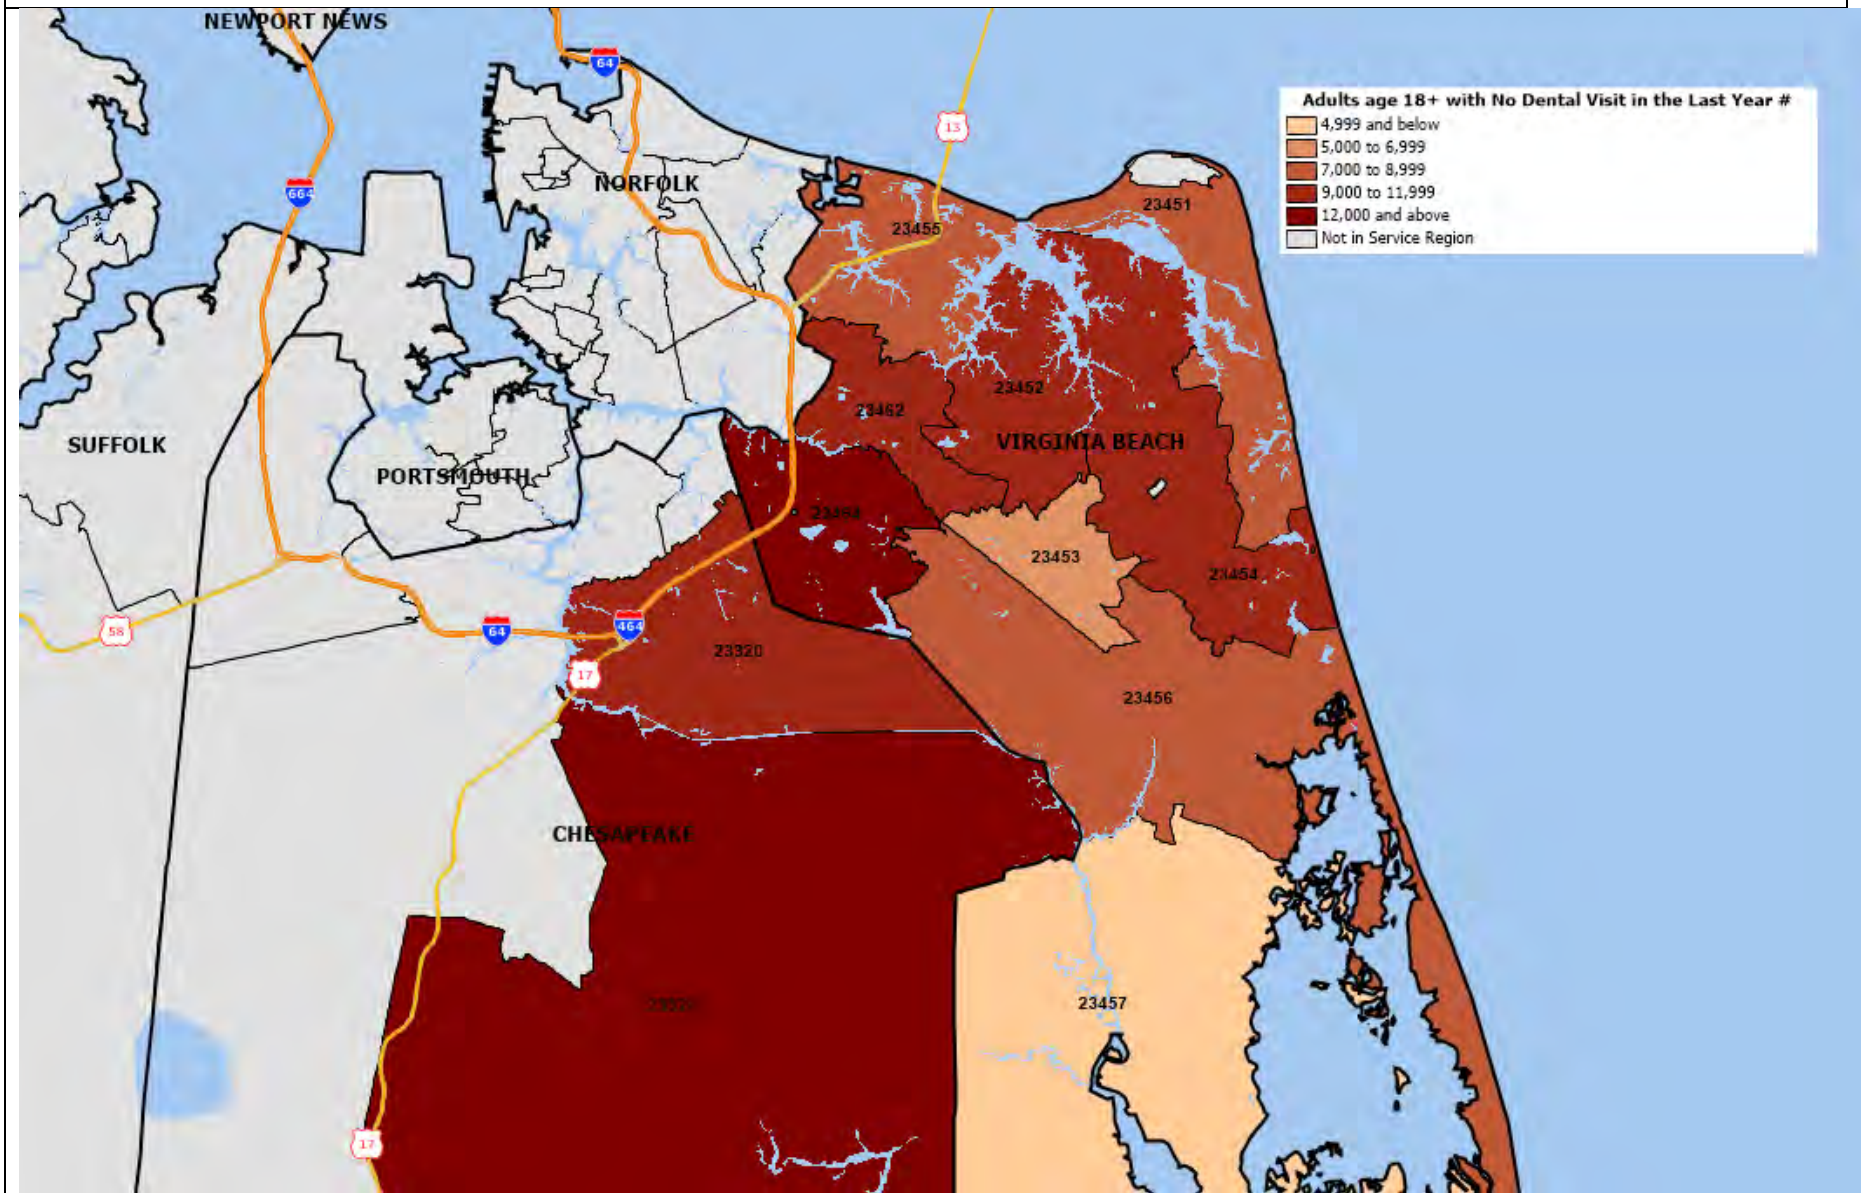 NEWPORT NEWS
64
13
Adults age 18+ with No Dental Visit in the Last Year #
4,999 and below
5,000 to 6,999
7,000 to 8,999
9,000 to 11,999
12,000 and above
Not in Service Region
664
NORFOLK
23451
23455
23452
23462
SUFFOLK
VIRGINIA BEACH
PORTSMOUTH
23453
23454
58
64
464
23320
17
23456
CHESAPEAKE
23457
17